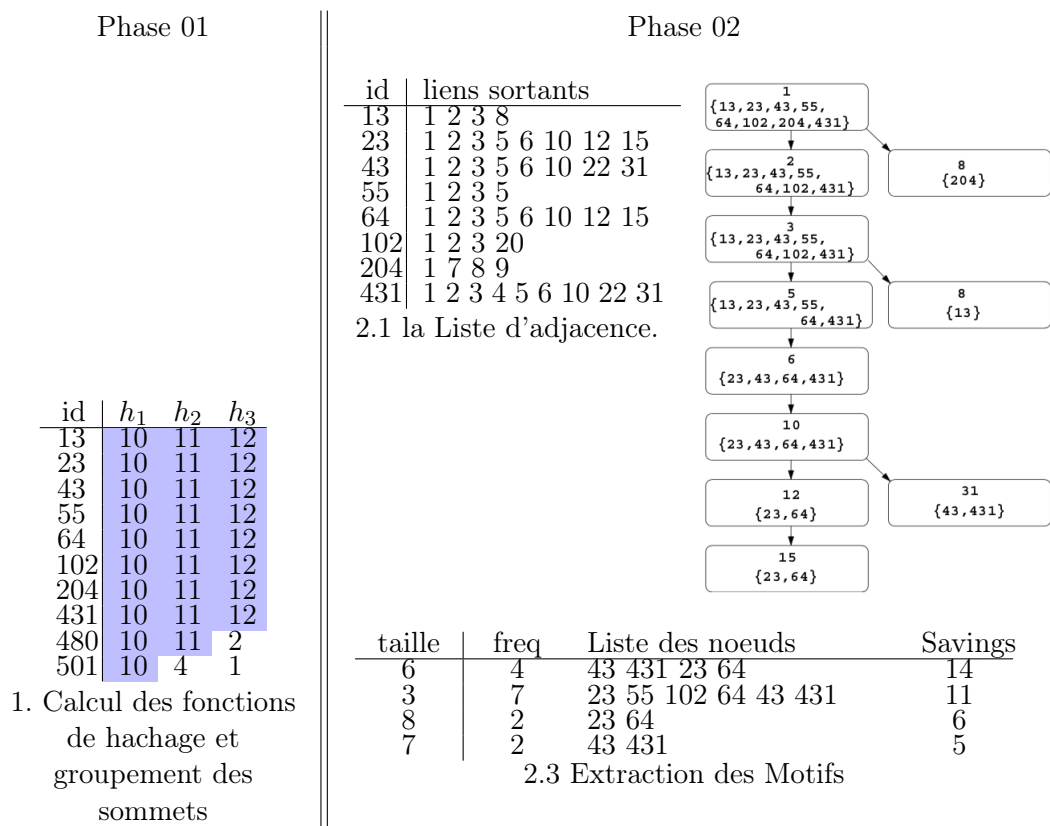 Phase 01
id h1 h2 h3
13 10 11 12
23 10 11 12
43 10 11 12
55 10 11 12
64 10 11 12
102 10 11 12
204 10 11 12
431 10 11 12
480 10 11 2
501 10 4 1
1. Calcul des fonctions
de hachage et
groupement des
sommets
Phase 02
id liens sortants
13 1 2 3 8
23 1 2 3 5 6 10 12 15
43 1 2 3 5 6 10 22 31
55 1 2 3 5
64 1 2 3 5 6 10 12 15
102 1 2 3 20
204 1 7 8 9
431 1 2 3 4 5 6 10 22 31
2.1 la Liste d'adjacence.
1
{13,23,43,55,
64,102,204,431}
2
{13,23,43,55,
64,102,431}
8
{204}
3
{13,23,43,55,
64,102,431}
5
{13,23,43,55,
64,431}
8
{13}
6
{23,43,64,431}
10
{23,43,64,431}
12
{23,64}
31
{43,431}
15
{23,64}
taille freq Liste des noeuds Savings
6 4 43 431 23 64 14
3 7 23 55 102 64 43 431 11
8 2 23 64 6
7 2 43 431 5
2.3 Extraction des Motifs